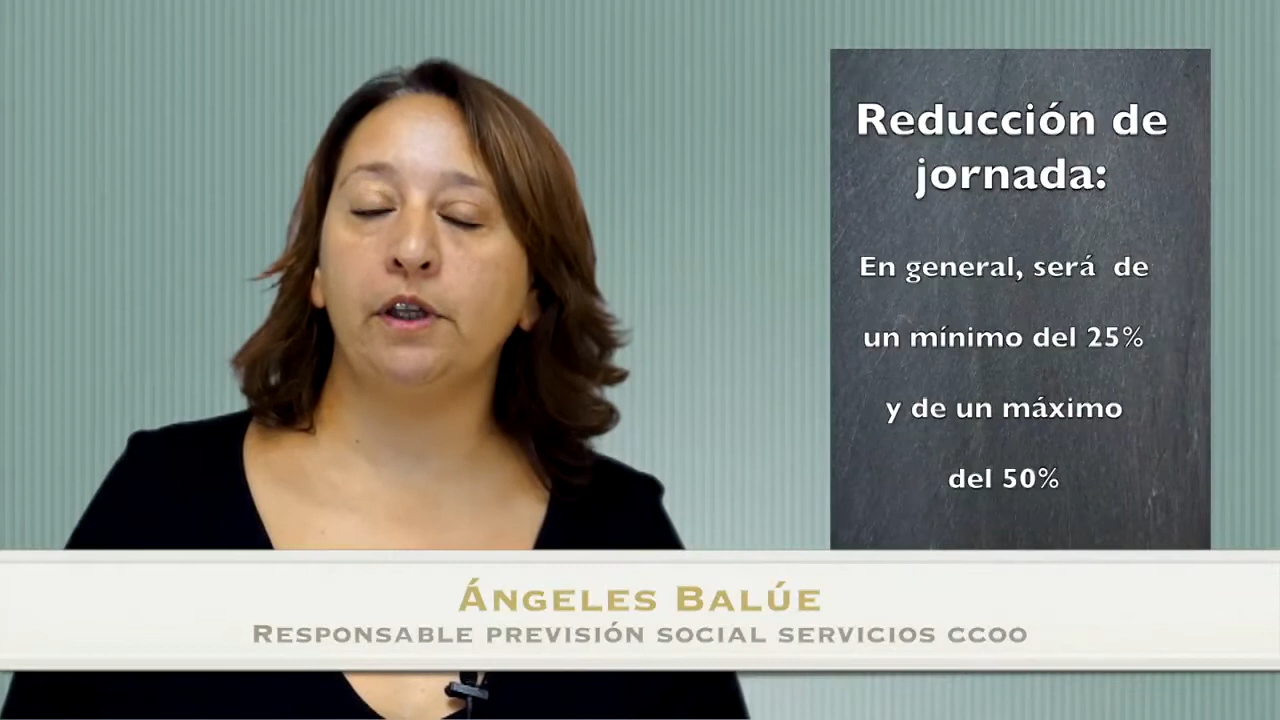 Reducción de
jornada:
En general, será de
un mínimo del 25%
y de un máximo
del 50%
ÁNGELES BALÚE
RESPONSABLE PREVISIÓN SOCIAL SERVICIOS CCOO